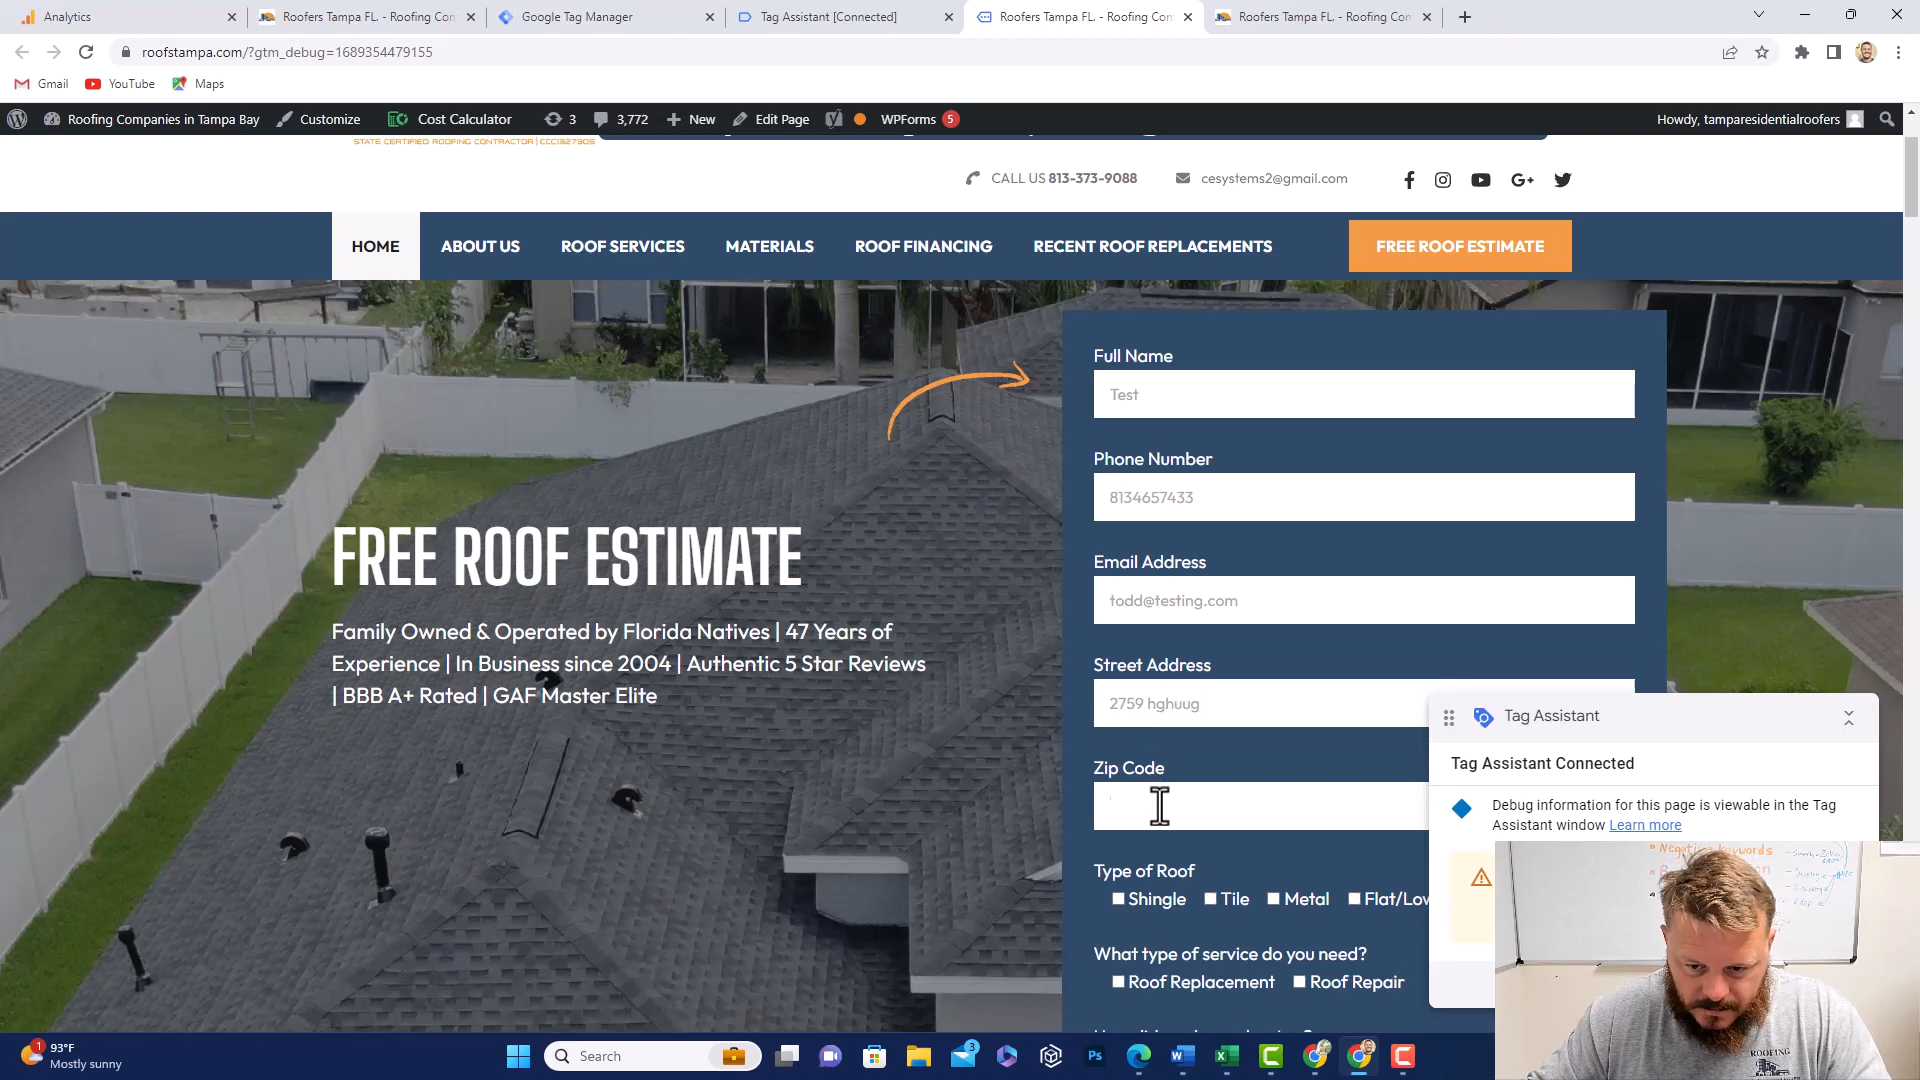 Analytics
Roofers Tampa FL. - Roofing Con
Google Tag Manager
Tag Assistant [Connected]
Roofers Tampa FL. - Roofing Con
Roofers Tampa FL. - Roofing Con
roofstampa.com/?gtm_debug=1689354479155
Gmail
YouTube
Maps
Roofing Companies in Tampa Bay
Customize
Cost Calculator
3
3,772
New
Edit Page
WPForms 5
Howdy, tamparesidentialroofers
STATE CERTIFIED ROOFING CONTRACTOR | CCC1327305
CALL US 813-373-9088
cesystems2@gmail.com
HOME
ABOUT US
ROOF SERVICES
MATERIALS
ROOF FINANCING
RECENT ROOF REPLACEMENTS
FREE ROOF ESTIMATE
Full Name
Test
Phone Number
8134657433
Email Address
todd@testing.com
Street Address
2759 hghuug
Zip Code
Type of Roof
Shingle
Tile
Metal
Flat/Low
What type of service do you need?
Roof Replacement
Roof Repair
FREE ROOF ESTIMATE
Family Owned & Operated by Florida Natives | 47 Years of
Experience | In Business since 2004 | Authentic 5 Star Reviews
| BBB A+ Rated | GAF Master Elite
Tag Assistant
Tag Assistant Connected
Debug information for this page is viewable in the Tag
Assistant window Learn more
Negative Keywords
ROOFING
1
93°F
Mostly sunny
Search
3